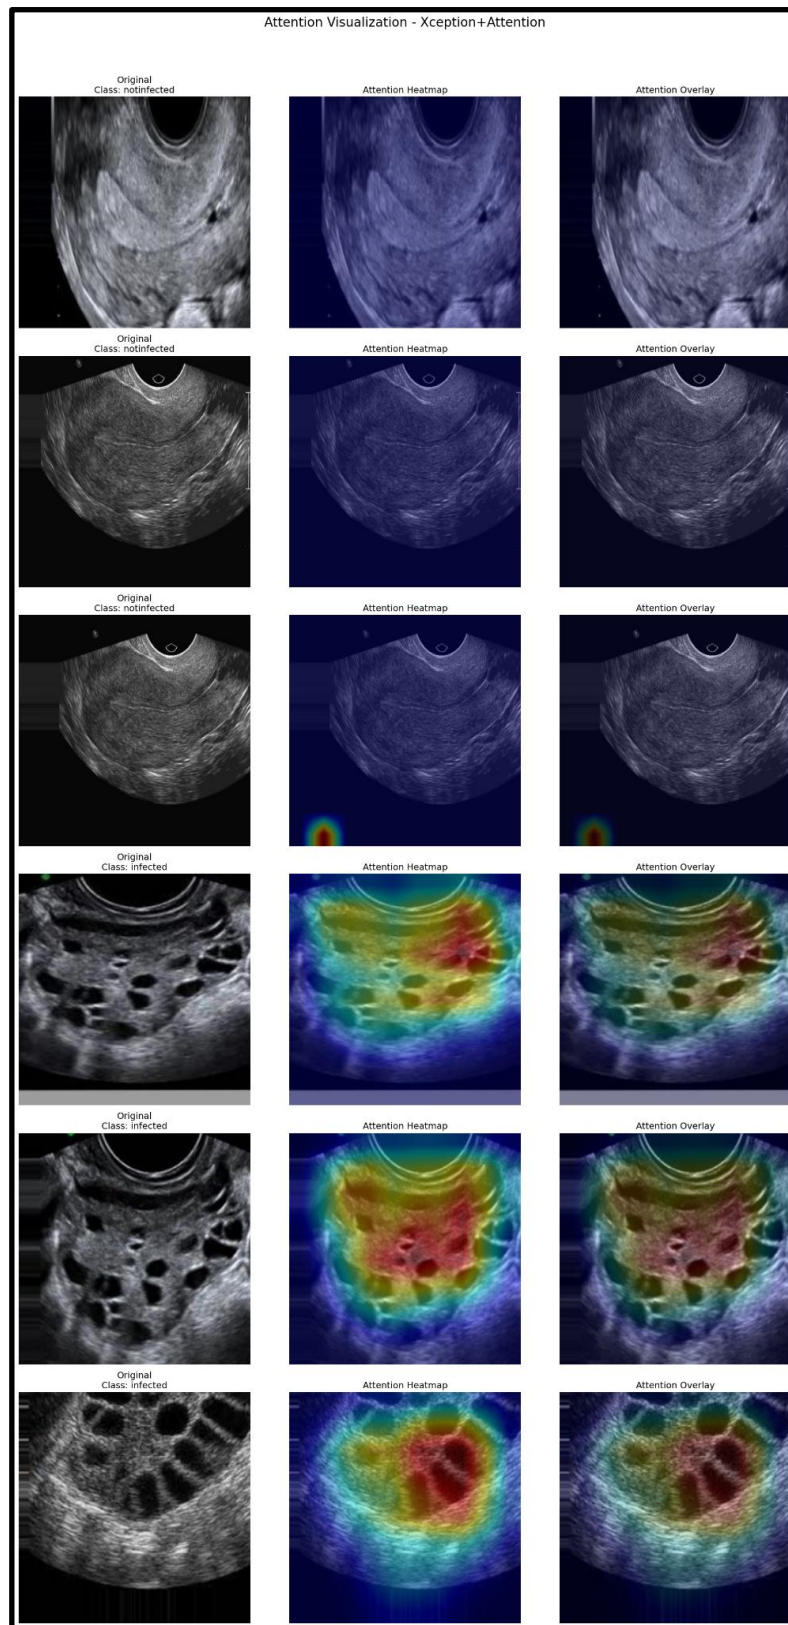 Attention Visualization - Xception+Attention
Original
Class: notinfected
Attention Heatmap
Attention Overlay
Original
Class: notinfected
Attention Heatmap
Attention Overlay
Original
Class: notinfected
Attention Heatmap
Attention Overlay
Original
Class: infected
Attention Heatmap
Attention Overlay
Original
Class: infected
Attention Heatmap
Attention Overlay
Original
Class: infected
Attention Heatmap
Attention Overlay